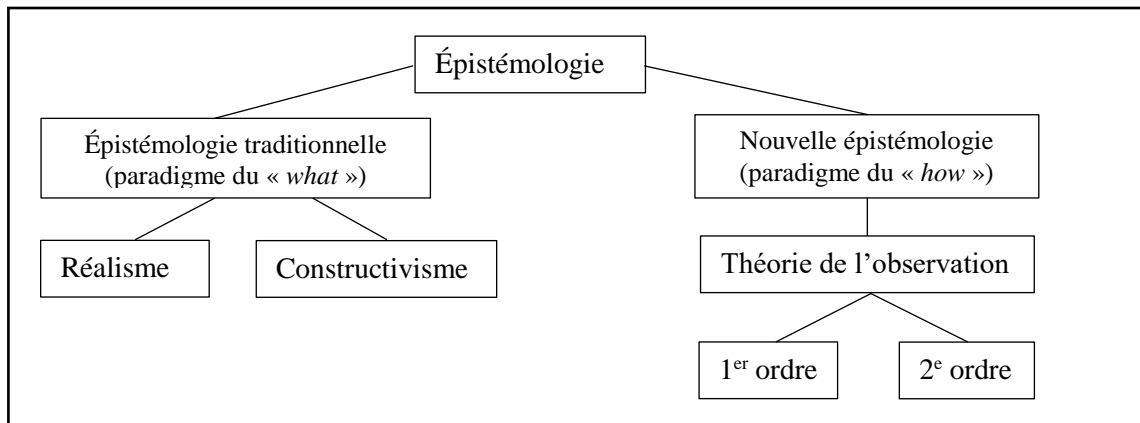 Épistémologie
Épistémologie traditionnelle
(paradigme du « what »)
Nouvelle épistémologie
(paradigme du « how »)
Réalisme
Constructivisme
Théorie de l’observation
1er ordre
2e ordre